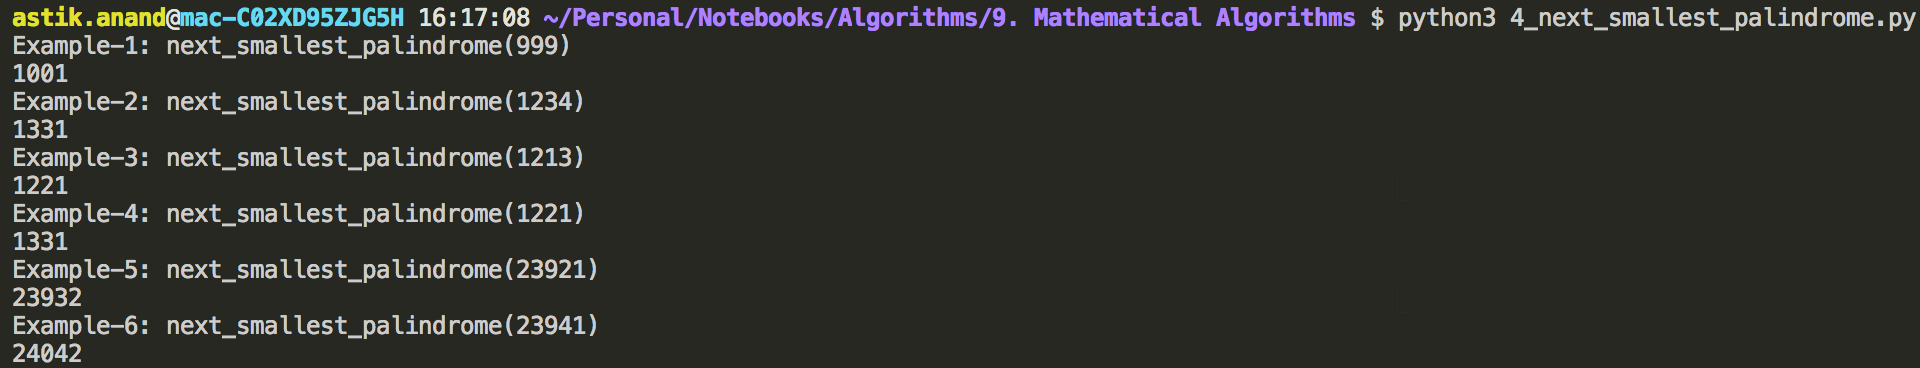 astik.anand@mac-C02XD95ZJG5H 16:17:08 ~/Personal/Notebooks/Algorithms/9. Mathematical Algorithms $ python3 4_next_smallest_palindrome.py
Example-1: next_smallest_palindrome(999)
1001
Example-2: next_smallest_palindrome(1234)
1331
Example-3: next_smallest_palindrome(1213)
1221
Example-4: next_smallest_palindrome(1221)
1331
Example-5: next_smallest_palindrome(23921)
23932
Example-6: next_smallest_palindrome(23941)
24042